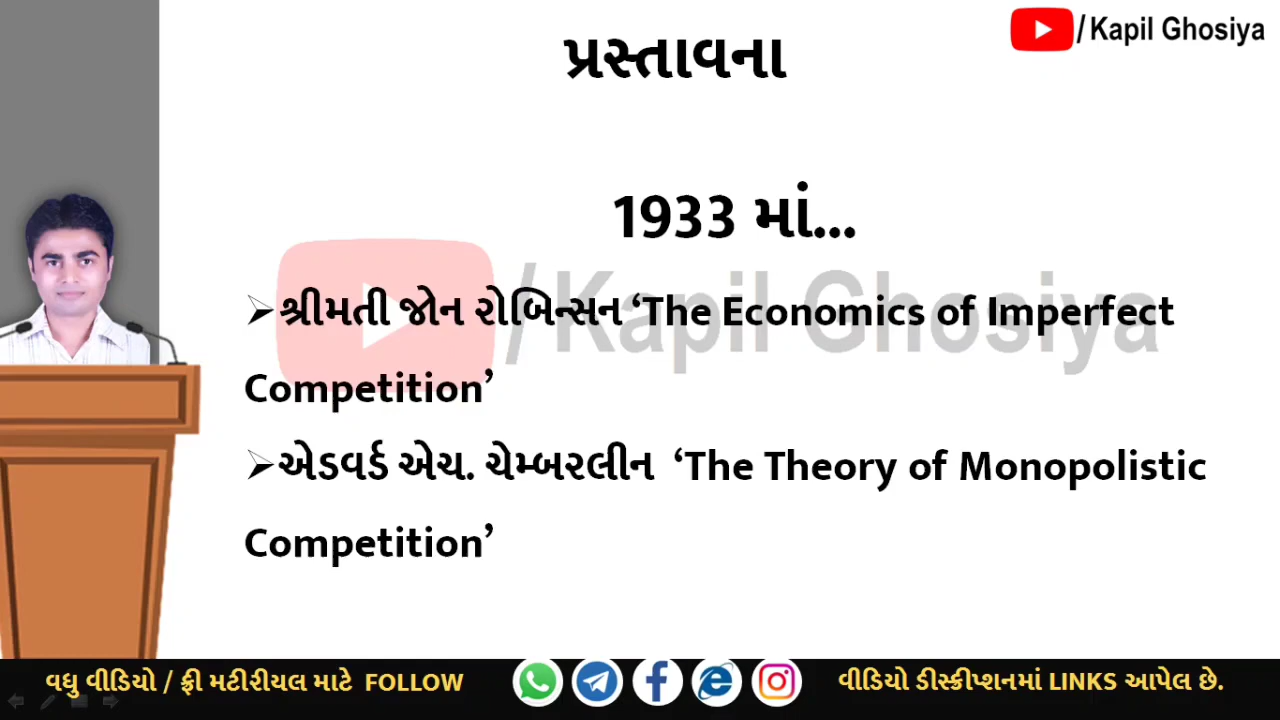 /Kapil Ghosiya
પ્રસ્તાવના
1933 માં...
/Kapil Ghosiya
➢શ્રીમતી જોન રોબિન્સન ‘The Economics of Imperfect
Competition’
➢એડવર્ડ એચ. ચેમ્બરલીન ‘The Theory of Monopolistic
Competition’
વધુ વીડિયો / ફ્રી મટીરીયલ માટે FOLLOW
વીડિયો ડીસ્ક્રીપ્શનમાં LINKS આપેલ છે.